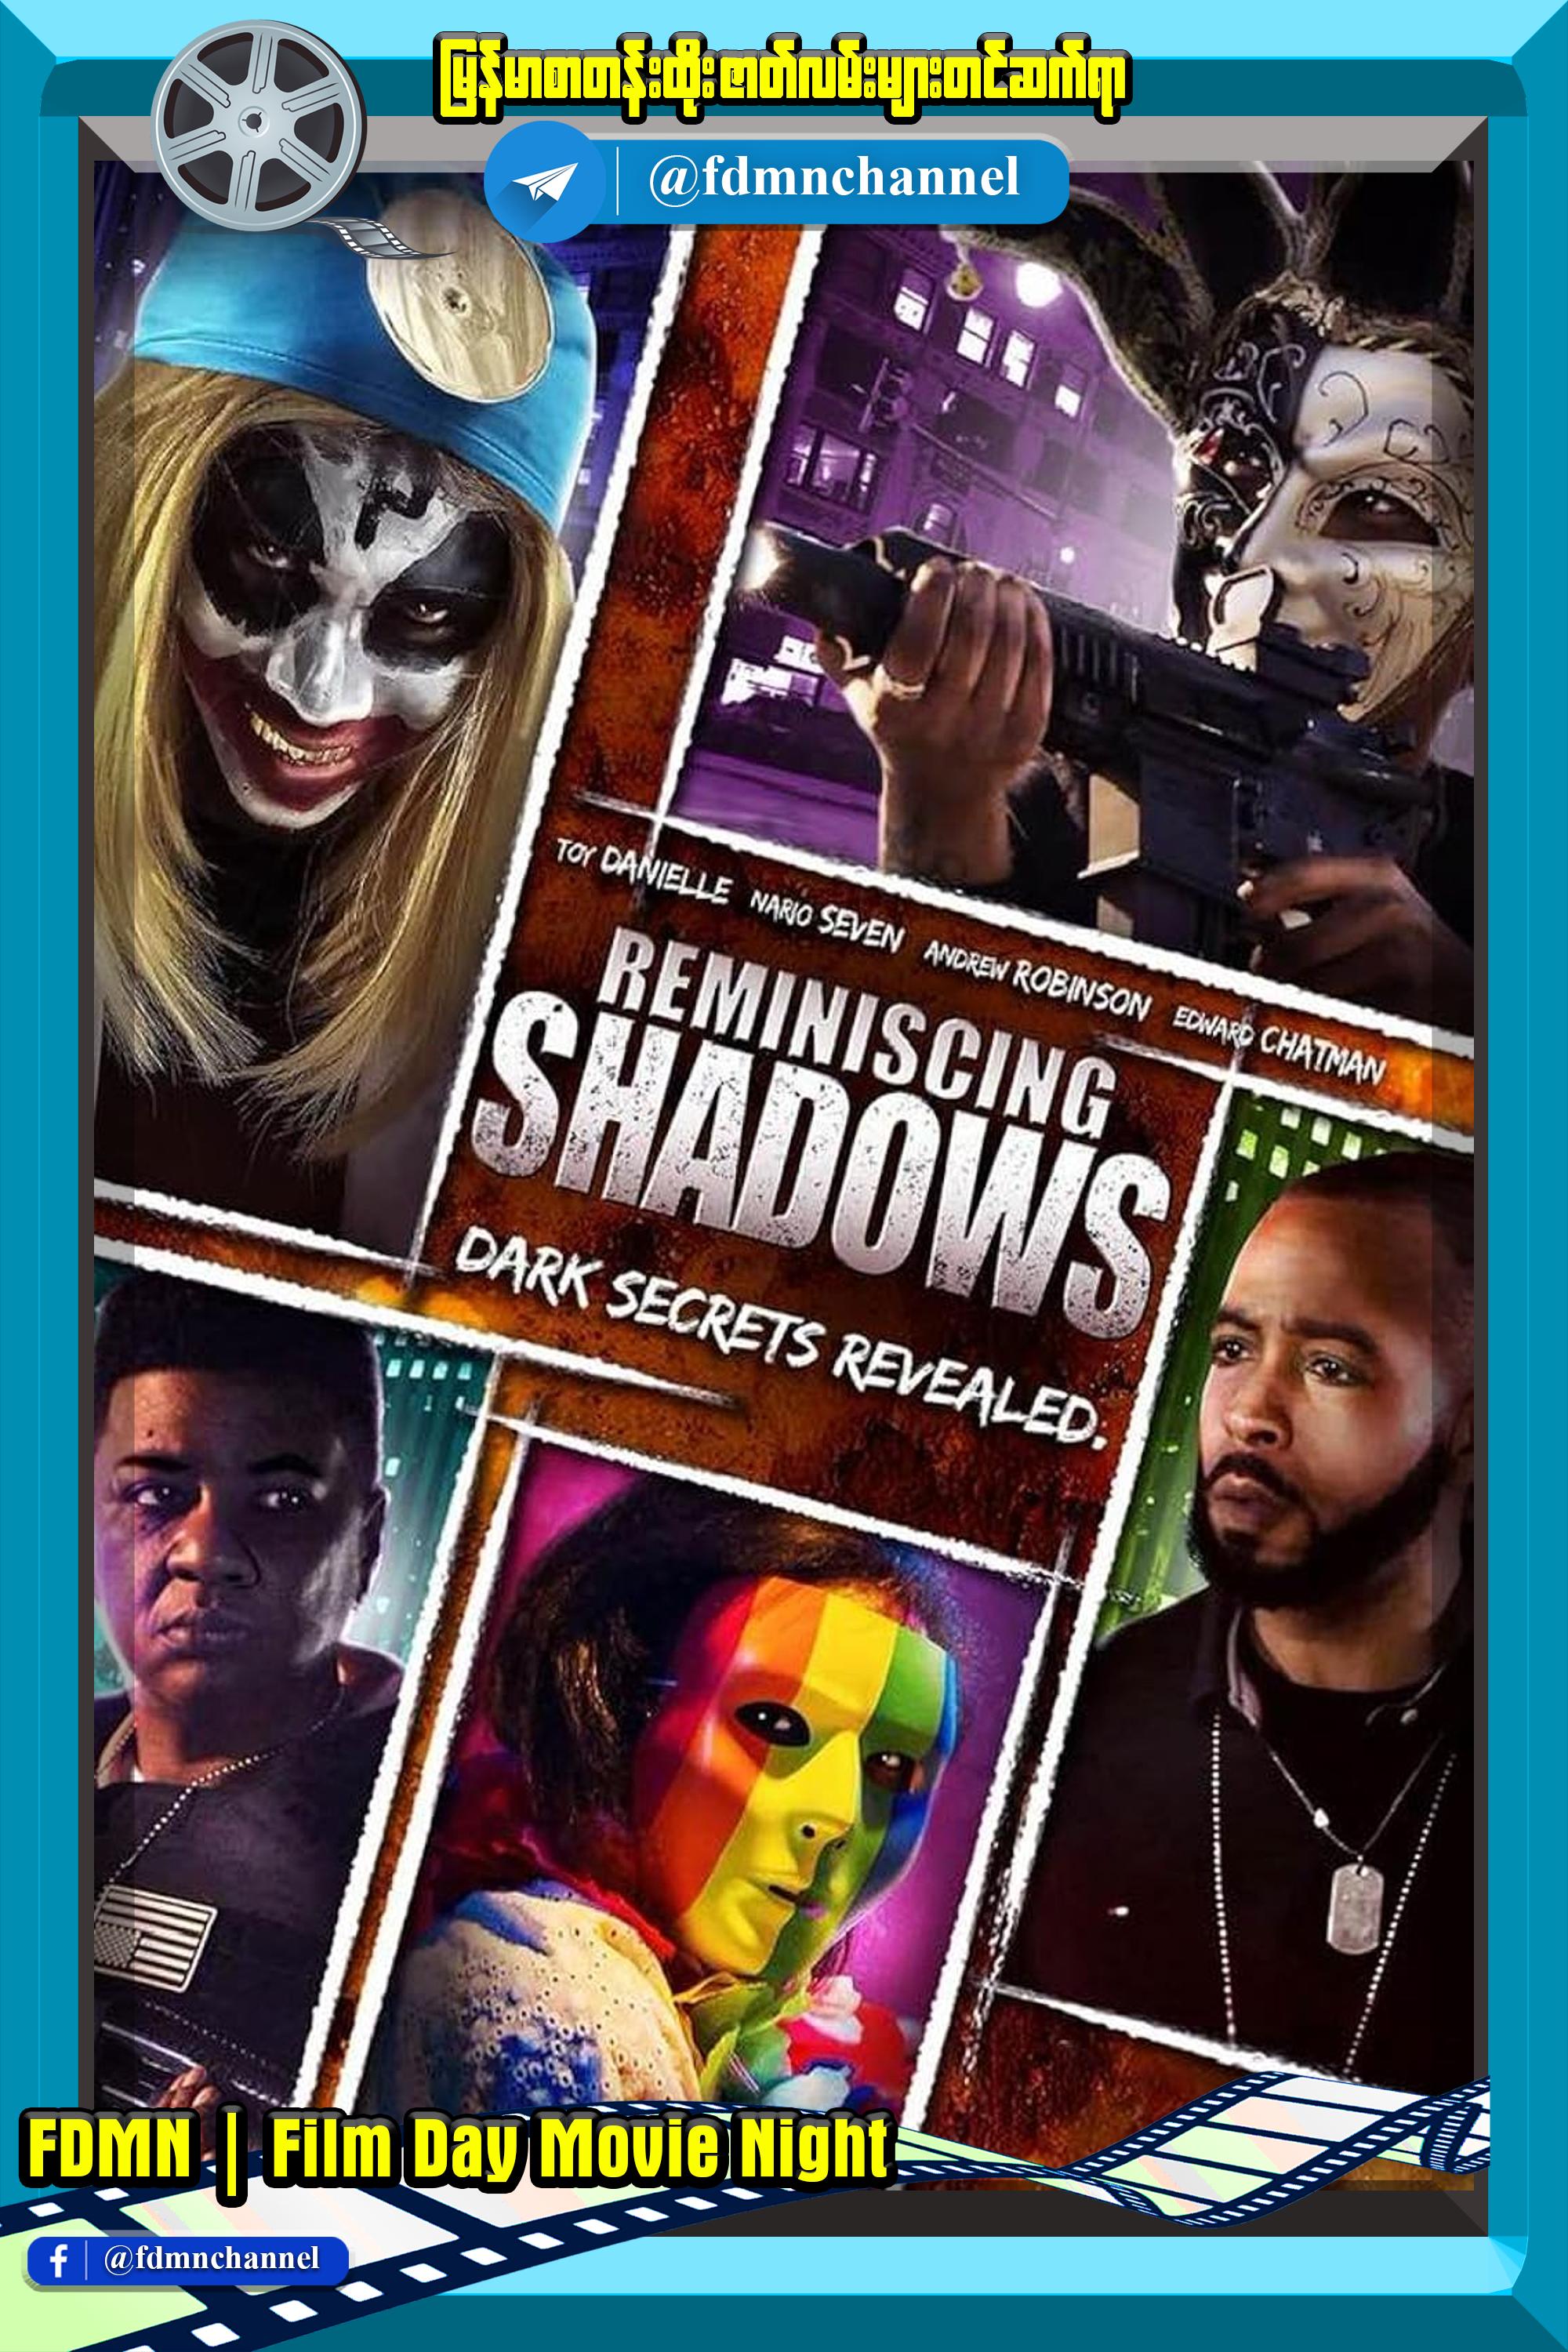 မြန်မာစာတန်းထိုး ဇာတ်လမ်းများတင်ဆက်ရာ
@fdmnchannel
TOY DANIELLE NARIO SEVEN ANDREW ROBINSON EDWARD CHATMAN
REMINISCING
SHADOWS
DARK SECRETS REVEALED.
FDMN | Film Day Movie Night
@fdmnchannel